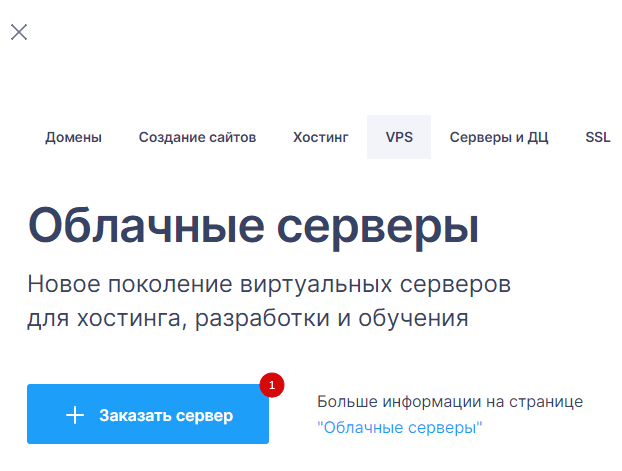 Домены Создание сайтов Хостинг VPS Серверы и ДЦ SSL
Облачные серверы
Новое поколение виртуальных серверов
для хостинга, разработки и обучения
1
Заказать сервер
Больше информации на странице
"Облачные серверы"